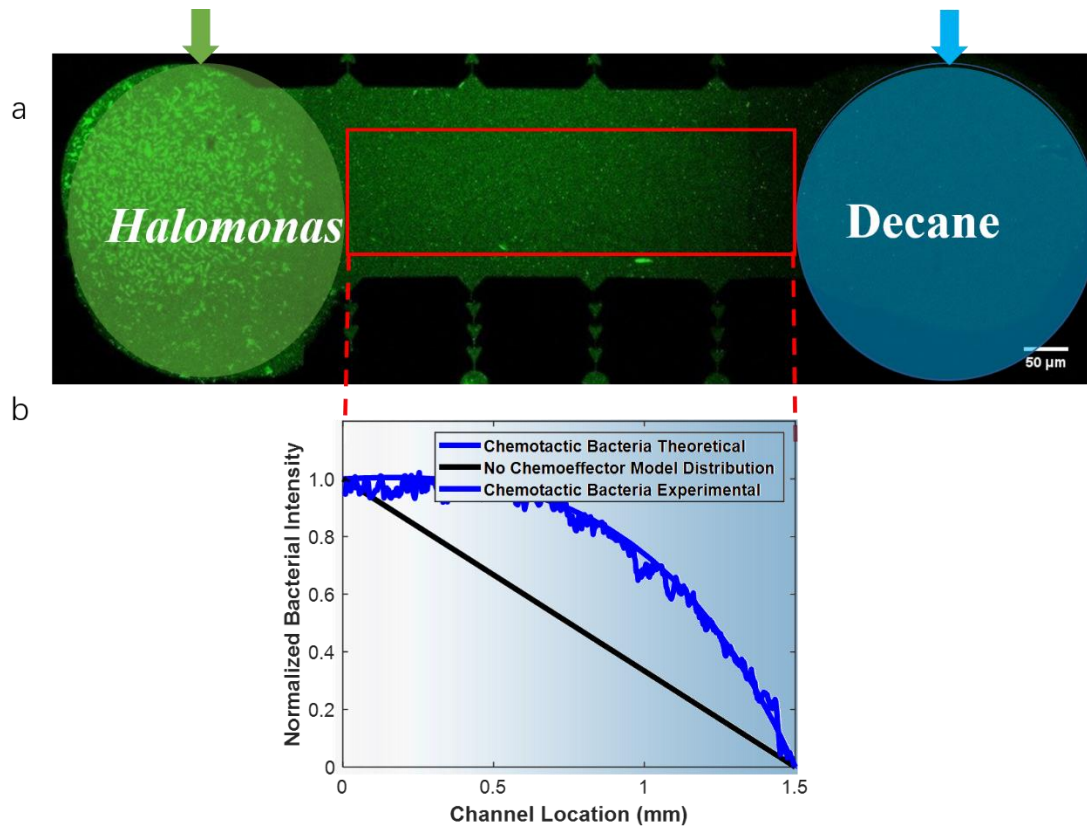 a
Halomonas
Decane
50 µm
b
Chemotactic Bacteria Theoretical
No Chemoeffector Model Distribution
Chemotactic Bacteria Experimental
1.0
0.8
0.6
0.4
0.2
0
Normalized Bacterial Intensity
0
0.5
1
1.5
Channel Location (mm)